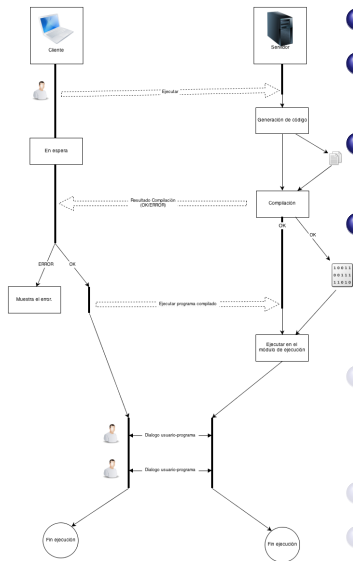 Cliente
Servidor
Ejecutar
Generación de código
En espera
Resultado Compilación
(OK/ERROR)
Compilación
OK
OK
ERROR
OK
10011
00111
11010
Muestra el error.
Ejecutar programa compilado
Ejecutar en el
módulo de ejecución
Dialogo usuario-programa
Dialogo usuario-programa
Fin ejecución
Fin ejecución